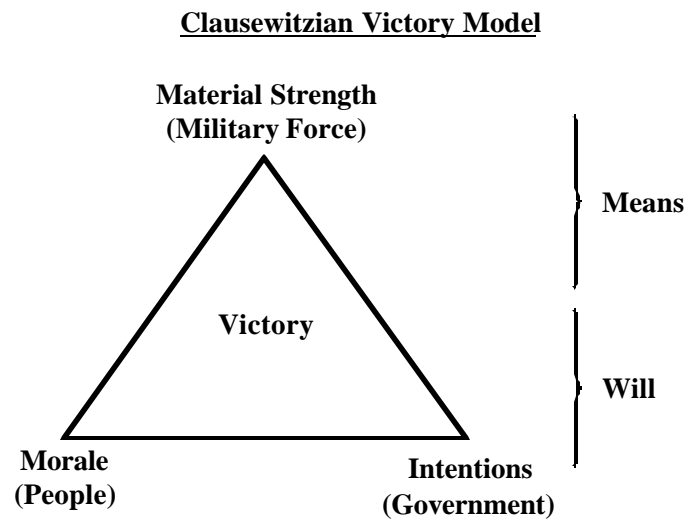 Clausewitzian Victory Model
Material Strength
(Military Force)
Means
Victory
Will
Morale
(People)
Intentions
(Government)